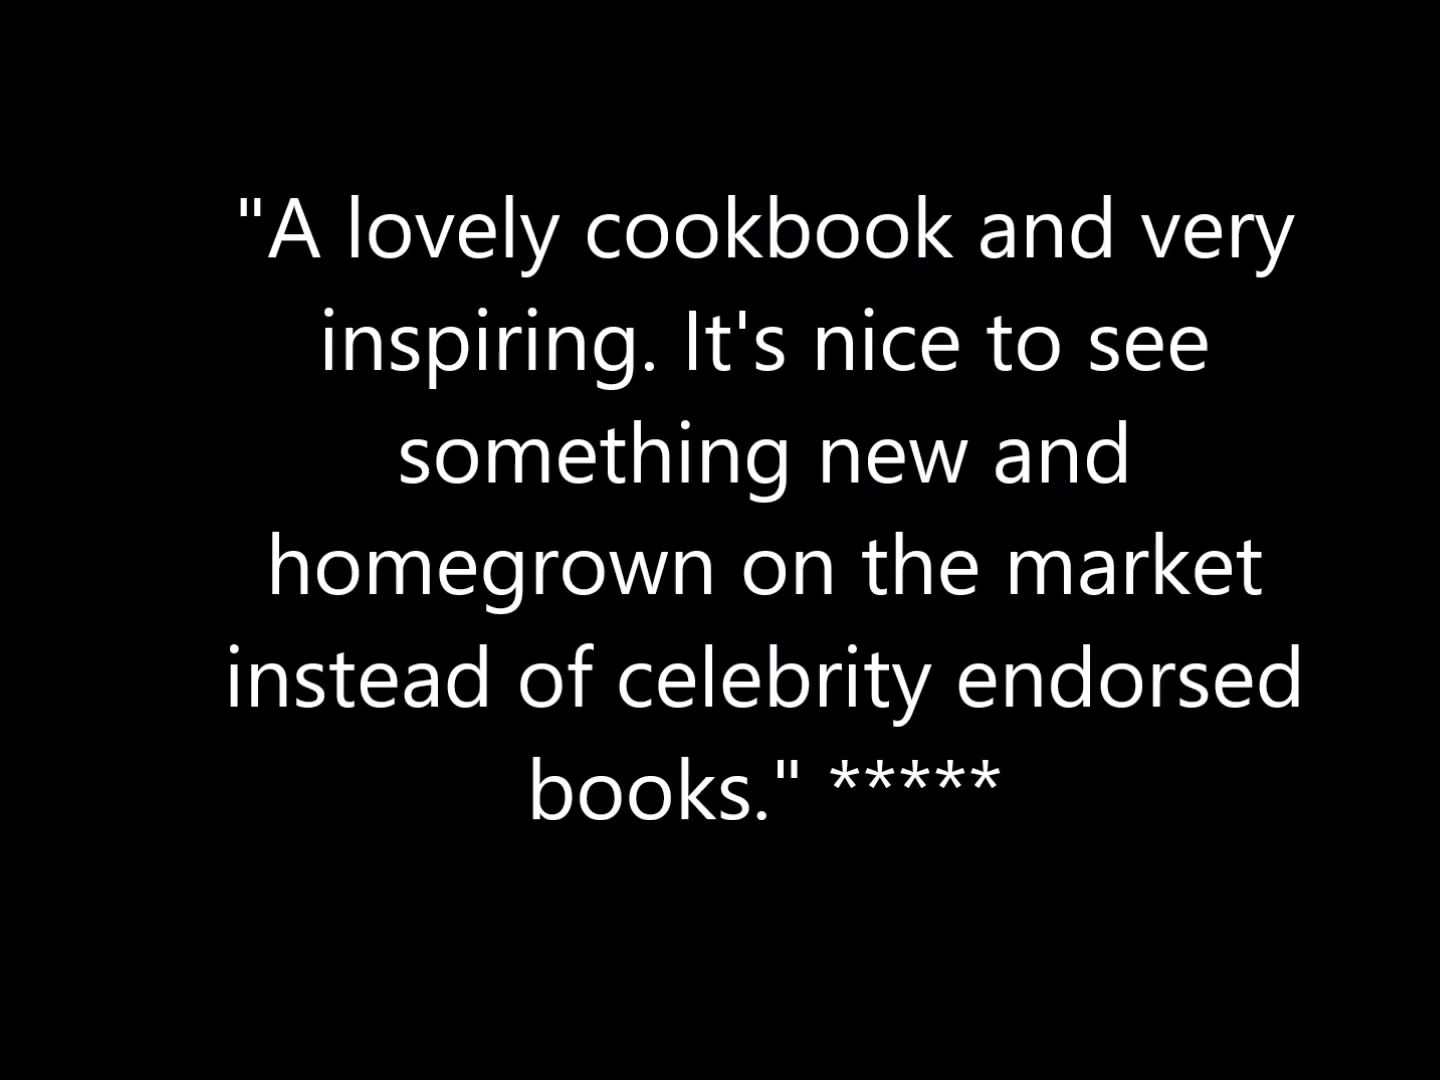 "A lovely cookbook and very
inspiring. It's nice to see
something new and
homegrown on the market
instead of celebrity endorsed
books." *****